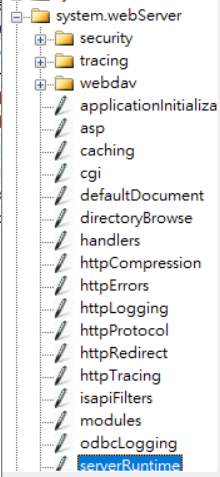 system.webServer
security
tracing
webdav
applicationInitializa
asp
caching
cgi
defaultDocument
directoryBrowse
handlers
httpCompression
httpErrors
httpLogging
httpProtocol
httpRedirect
httpTracing
isapiFilters
modules
odbcLogging
serverRuntime